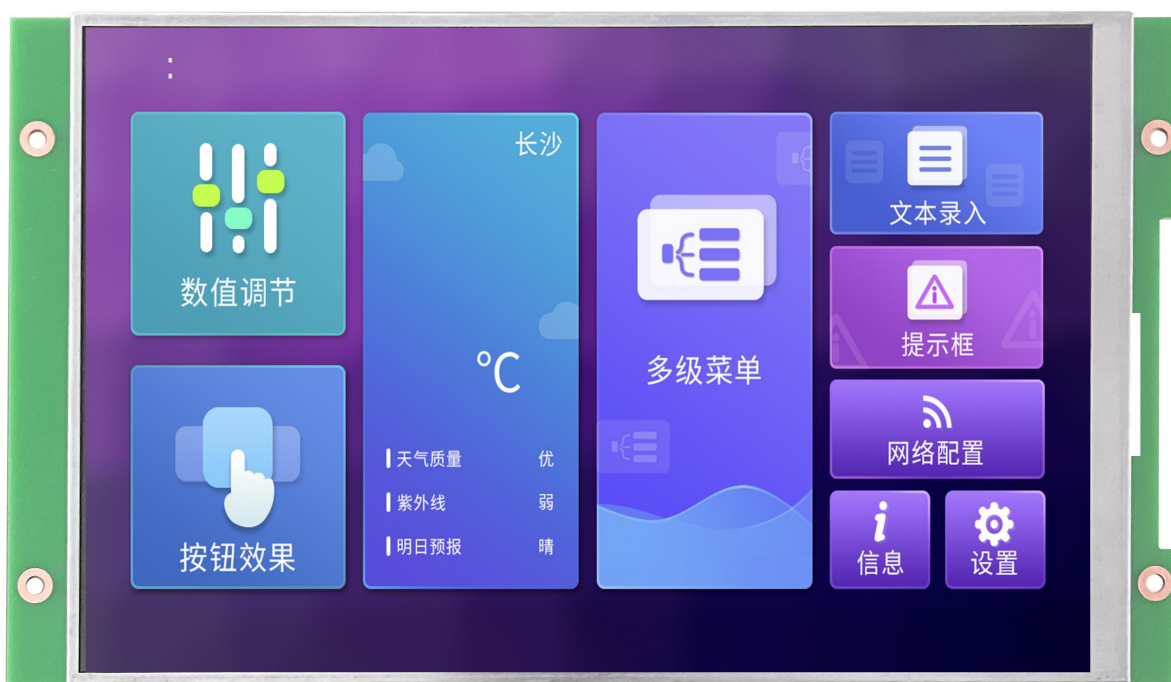 :
数值调节
按钮效果
长沙
℃
天气质量 优
紫外线 弱
明日预报 晴
多级菜单
文本录入
提示框
网络配置
信息
设置